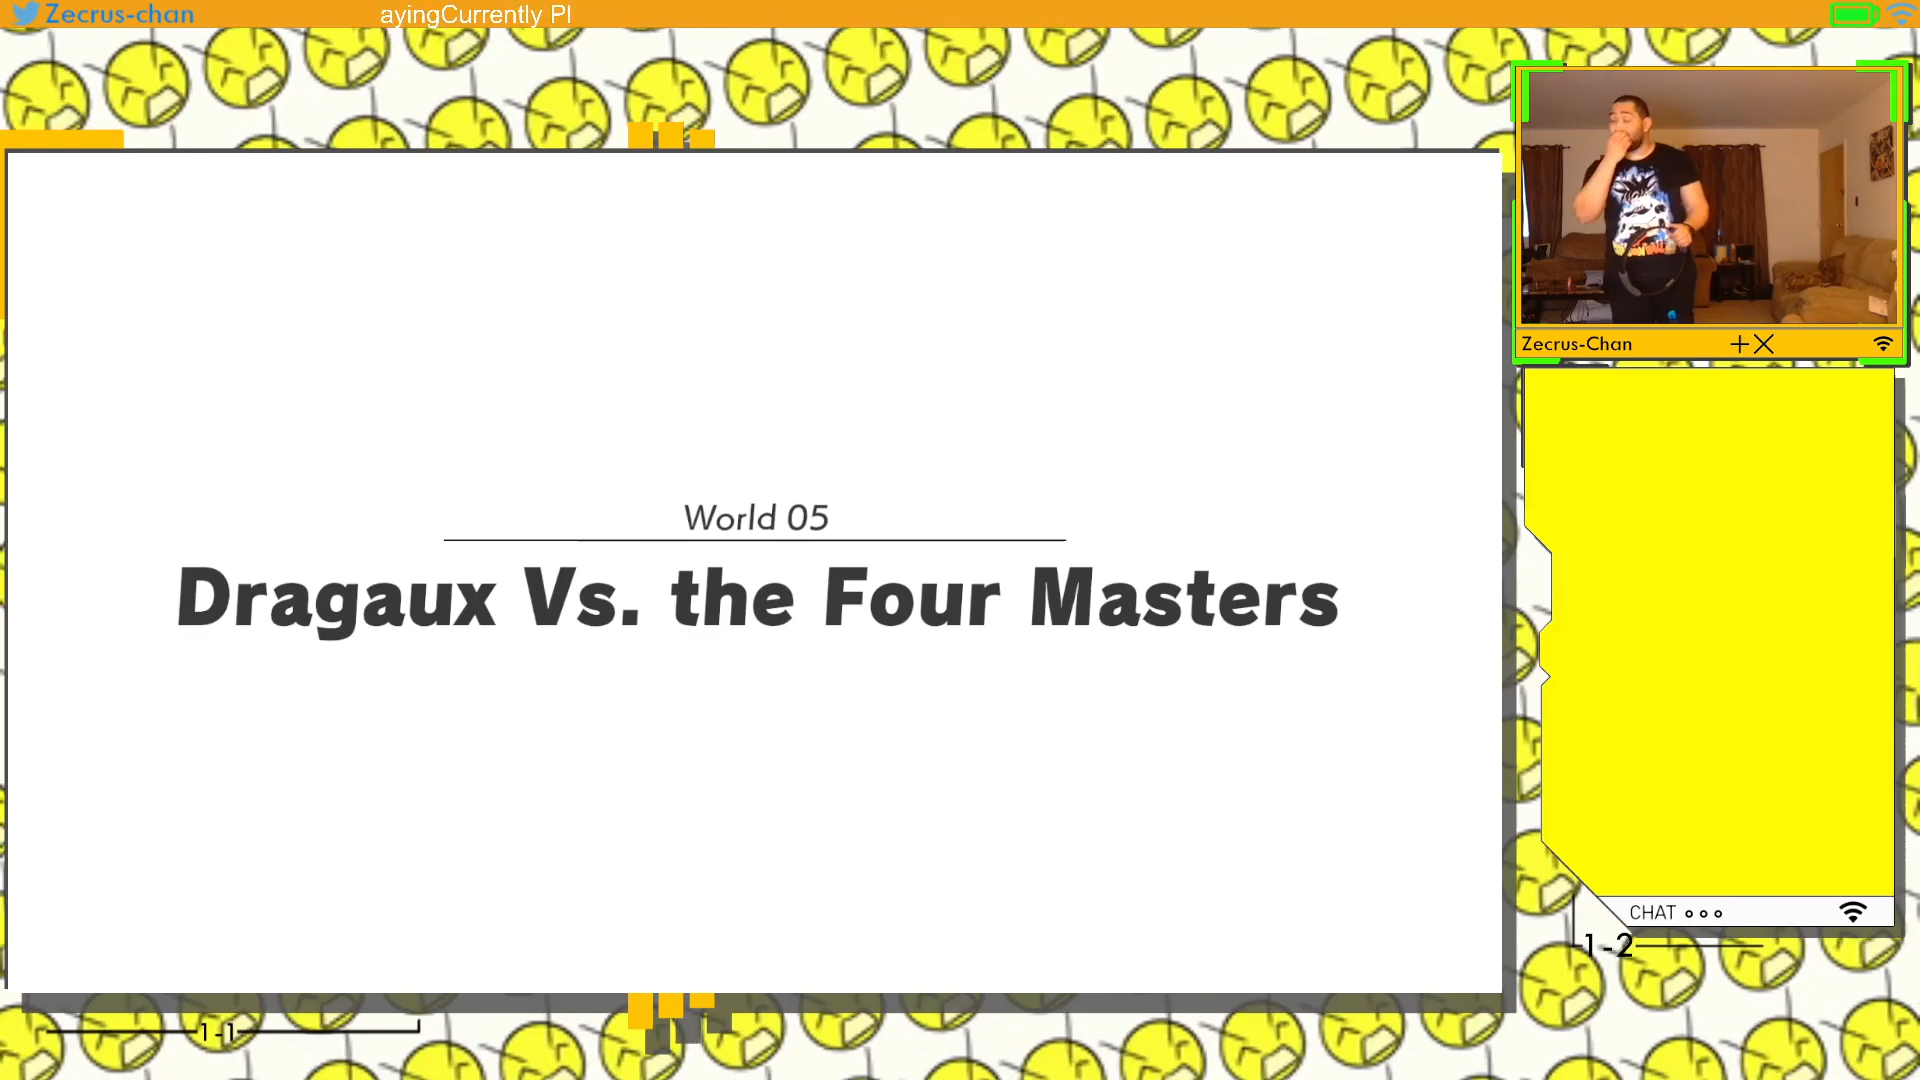 Zecrus-chan
ayingCurrently Pl
World 05
Dragaux Vs. the Four Masters
Zecrus-Chan
CHAT
1-2
1-1